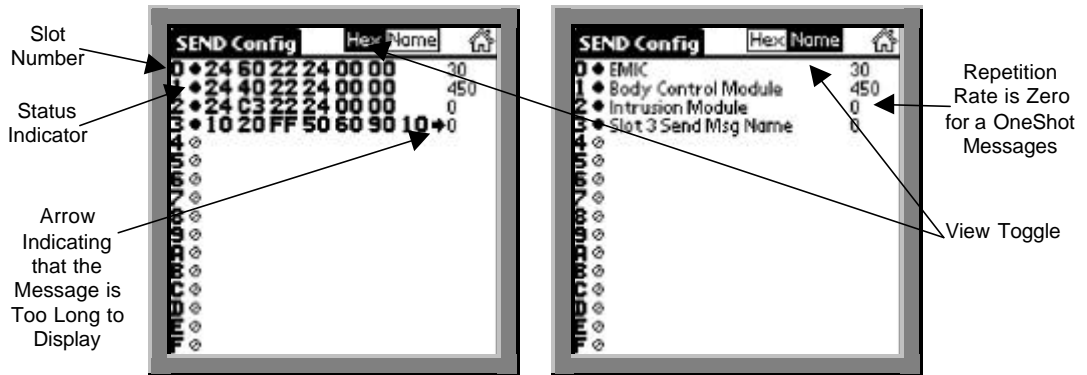 Slot
Number
Status
Indicator
Arrow
Indicating
that the
Message is
Too Long to
Display
SEND Config Hex Name
0 24 60 22 24 00 00 30
1 24 40 22 24 00 00 450
2 24 C3 22 24 00 00 0
3 10 20 FF 50 60 90 10 0
4
5
6
7
8
9
A
B
C
D
E
F
SEND Config Hex Name
0 EMIC 30
1 Body Control Module 450
2 Intrusion Module 0
3 Slot 3 Send Msg Name 0
4
5
6
7
8
9
A
B
C
D
E
F
Repetition
Rate is Zero
for a OneShot
Messages
View Toggle